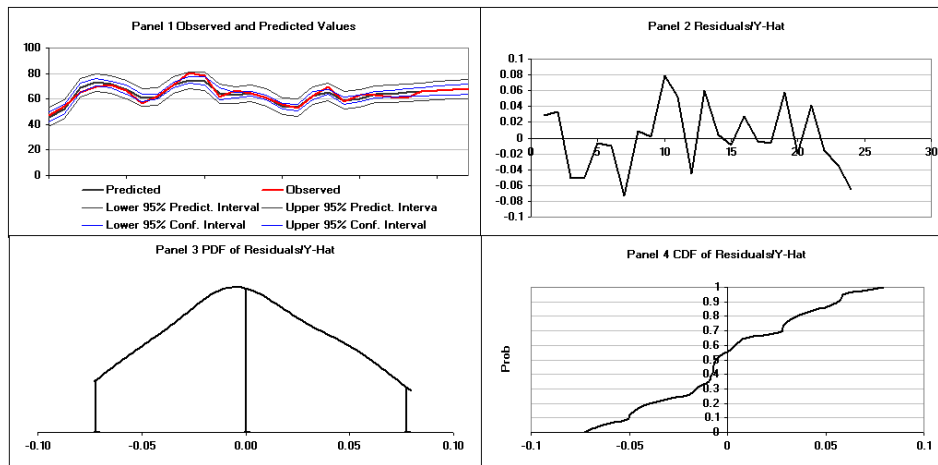 Panel 1 Observed and Predicted Values
100
80
60
40
20
0
Predicted
Observed
Lower 95% Predict. Interval
Upper 95% Predict. Interva
Lower 95% Conf. Interval
Upper 95% Conf. Interval
Panel 2 Residuals/Y-Hat
0.1
0.08
0.06
0.04
0.02
0
-0.02
-0.04
-0.06
-0.08
-0.1
0 5 10 15 20 25 30
Panel 3 PDF of Residuals/Y-Hat
-0.10 -0.05 0.00 0.05 0.10
Panel 4 CDF of Residuals/Y-Hat
Prob
1
0.9
0.8
0.7
0.6
0.5
0.4
0.3
0.2
0.1
0
-0.1 -0.05 0 0.05 0.1